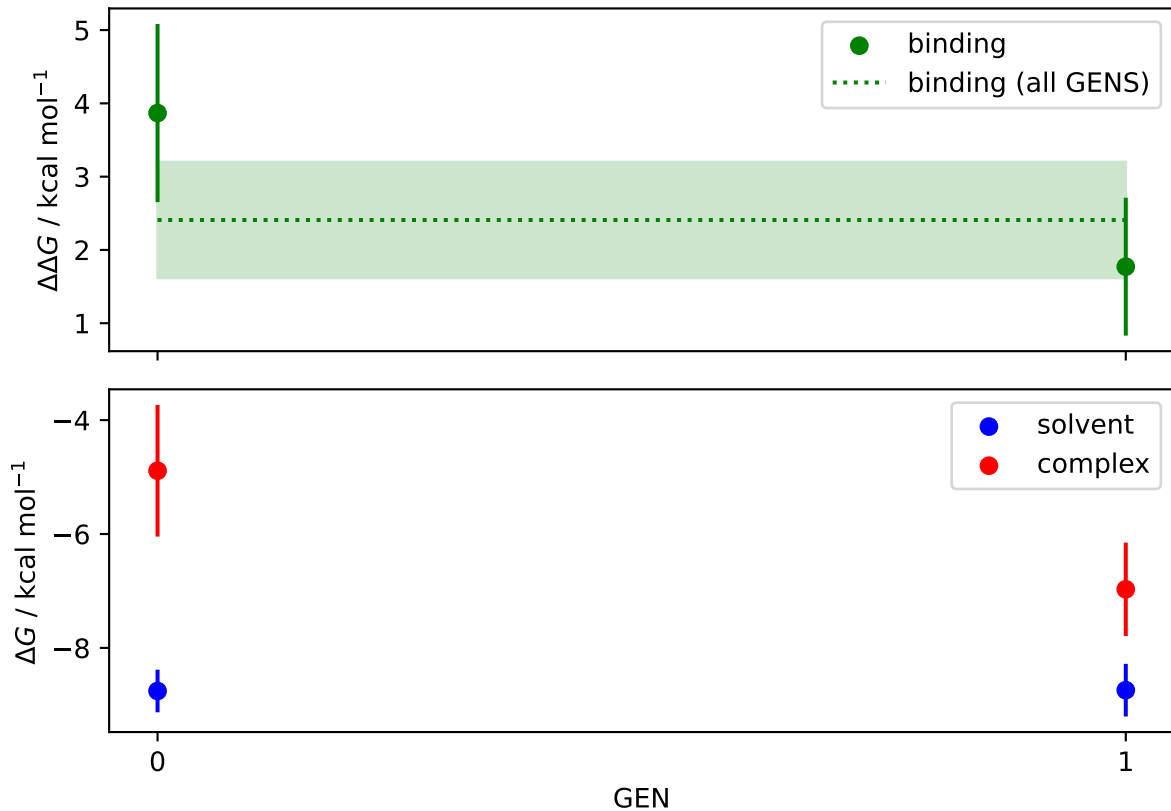 5
4
3
2
1
ΔΔG / kcal mol⁻¹
binding
binding (all GENS)
−4
−6
−8
ΔG / kcal mol⁻¹
solvent
complex
0
1
GEN